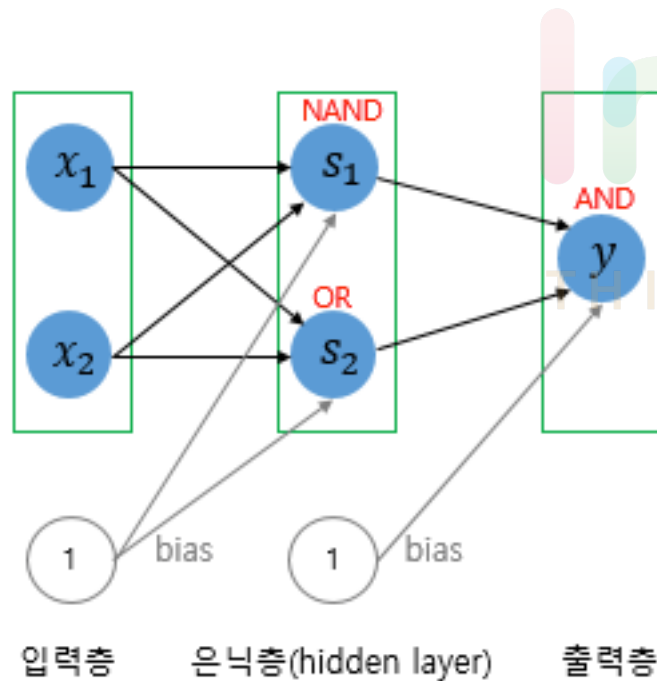 NAND
x₁
s₁
AND
y
THI
OR
x₂
s₂
1
bias
1
bias
입력층
은닉층(hidden layer)
출력층